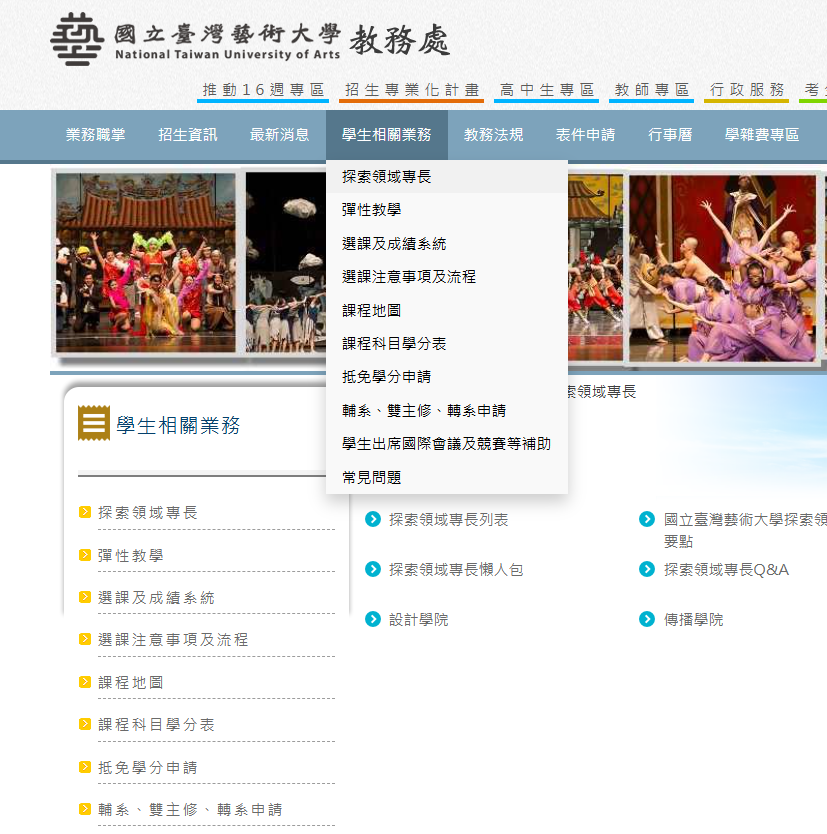 國立臺灣藝術大學 教務處
National Taiwan University of Arts
推動16週專區 招生專業化計畫 高中生專區 教師專區 行政服務 考
業務職掌 招生資訊 最新消息 學生相關業務 教務法規 表件申請 行事曆 學雜費專區
探索領域專長
彈性教學
選課及成績系統
選課注意事項及流程
課程地圖
課程科目學分表
抵免學分申請
輔系、雙主修、轉系申請
學生出席國際會議及競賽等補助
常見問題
索領域專長
學生相關業務
探索領域專長
彈性教學
選課及成績系統
選課注意事項及流程
課程地圖
課程科目學分表
抵免學分申請
輔系、雙主修、轉系申請
探索領域專長列表
國立臺灣藝術大學探索領
要點
探索領域專長懶人包
探索領域專長Q&A
設計學院
傳播學院